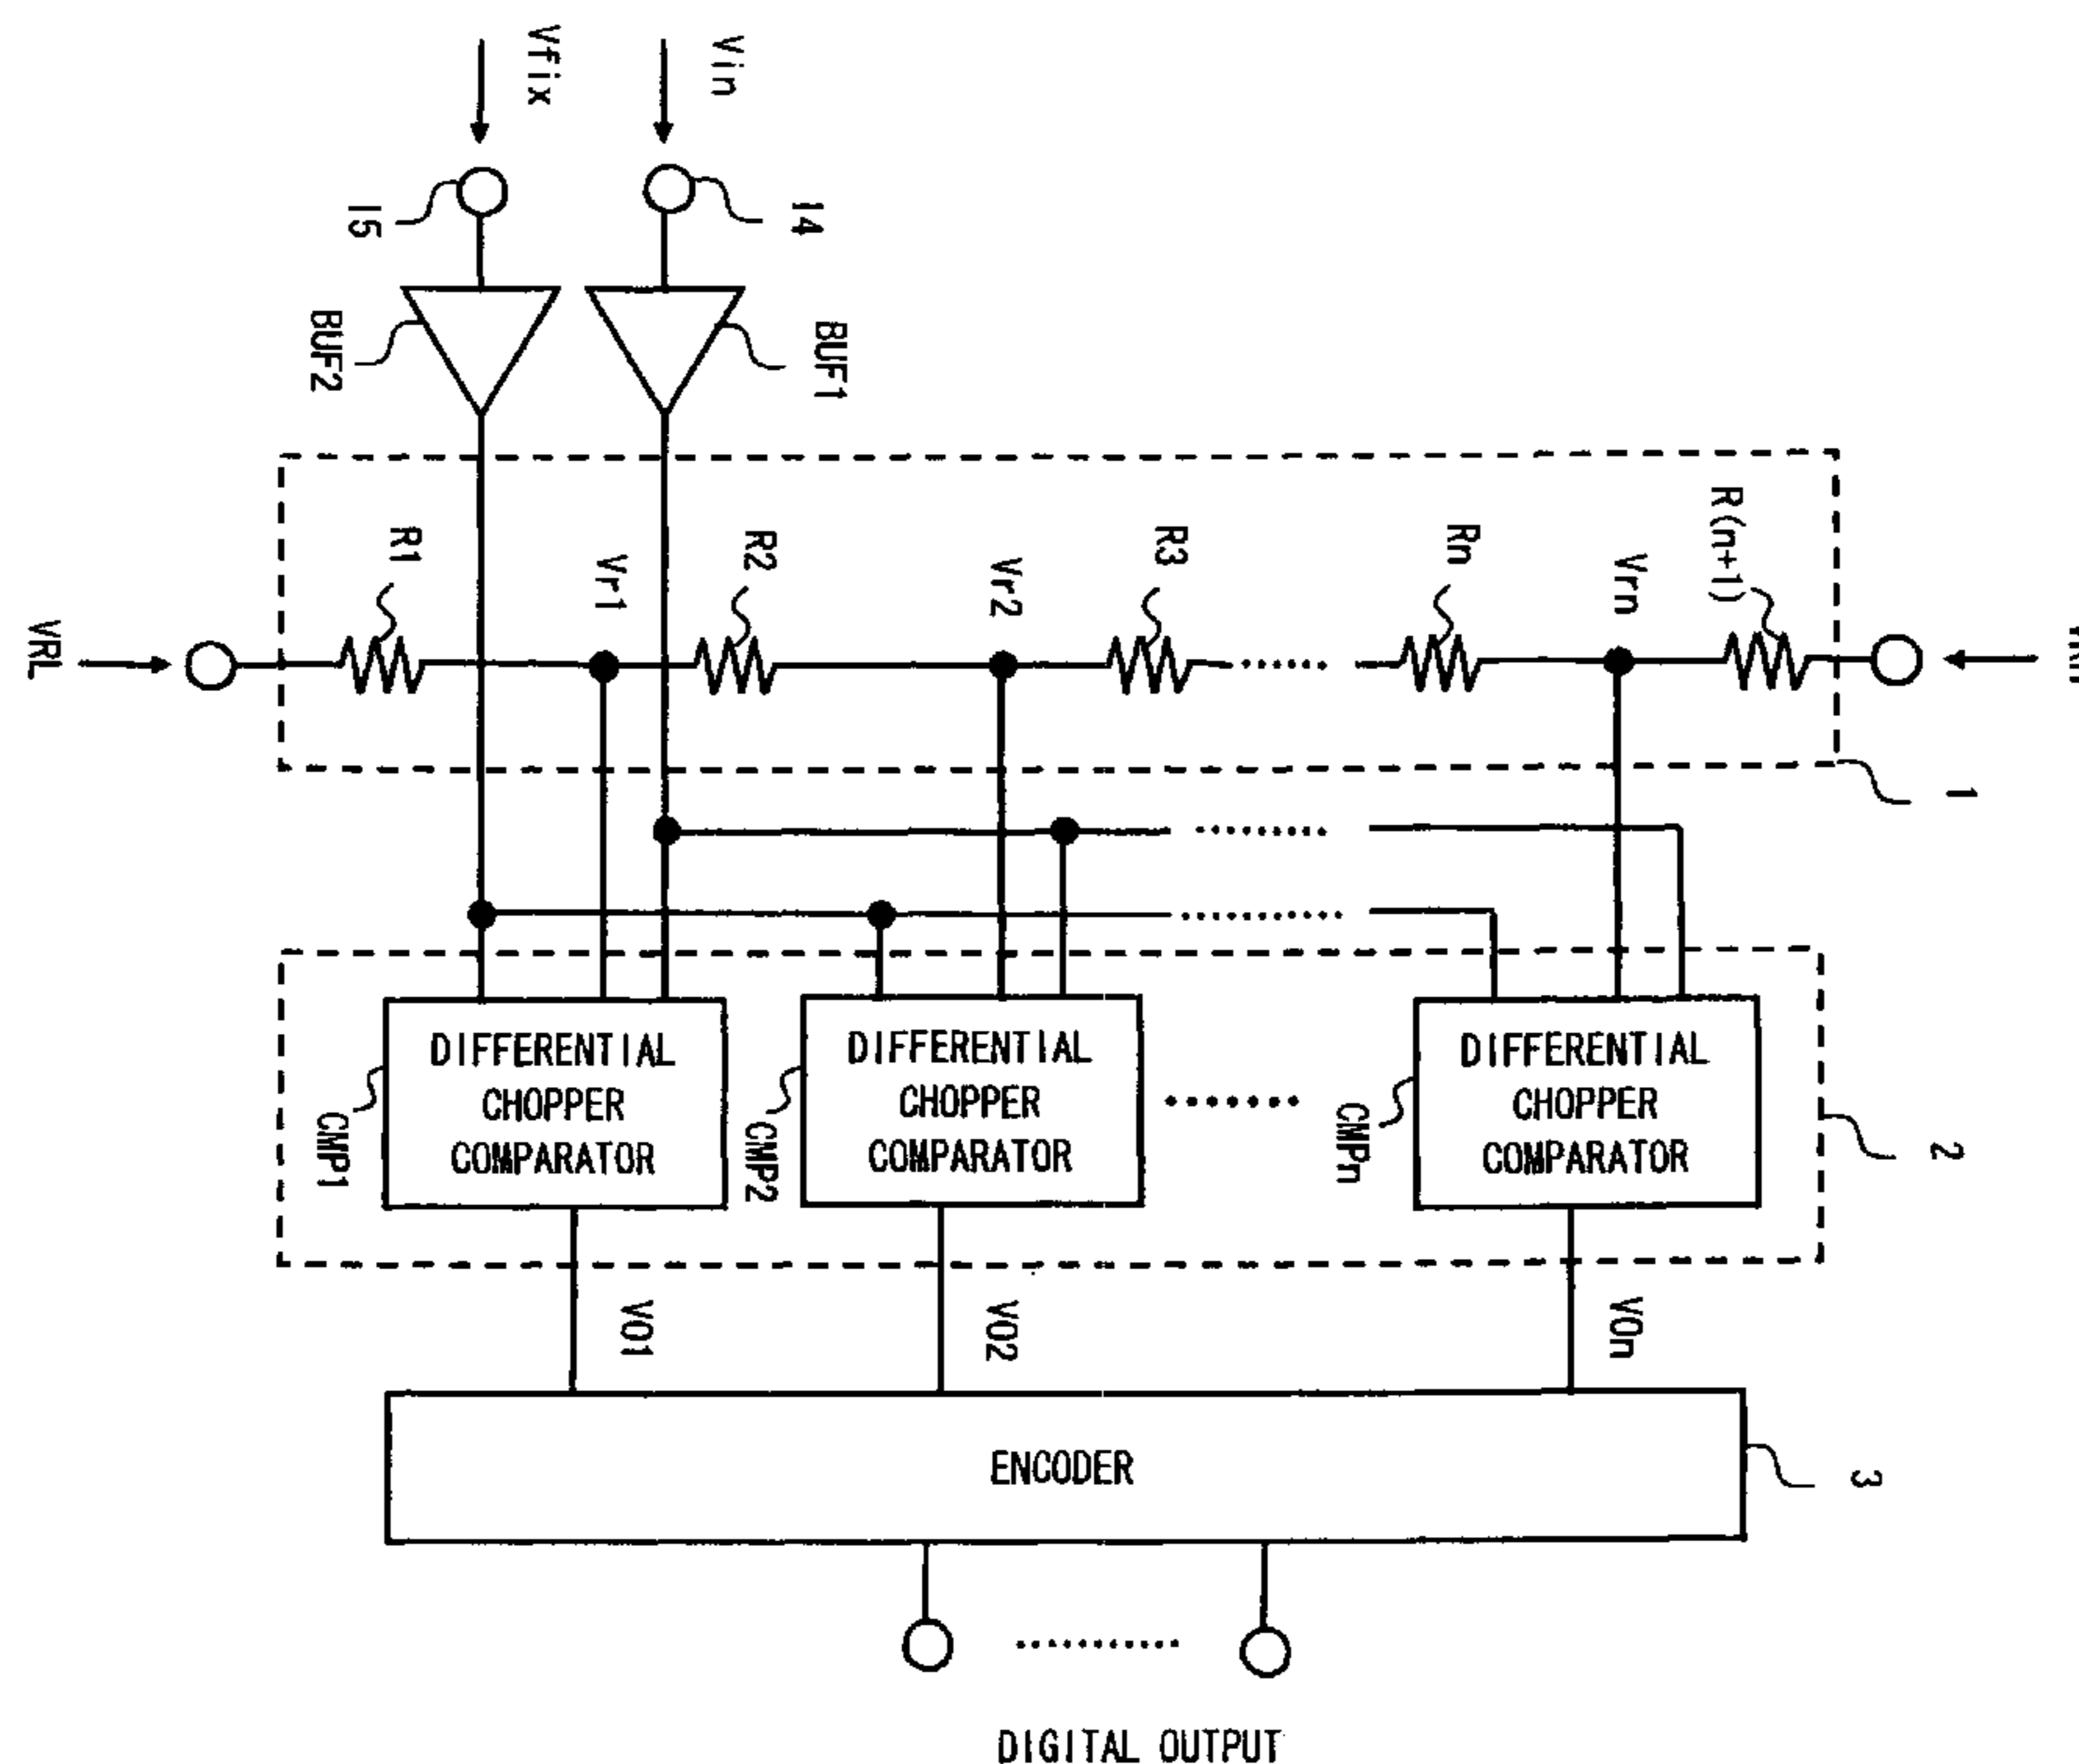 Vfix
Vin
15
14
BUF2
BUF1
R1
Vr1
R2
Vr2
R3
Rn
Vrn
R(n+1)
VRL
1
DIFFERENTIAL
CHOPPER
COMPARATOR
CMP1
DIFFERENTIAL
CHOPPER
COMPARATOR
CMP2
DIFFERENTIAL
CHOPPER
COMPARATOR
CMPn
2
VO1
VO2
VOn
ENCODER
3
DIGITAL OUTPUT